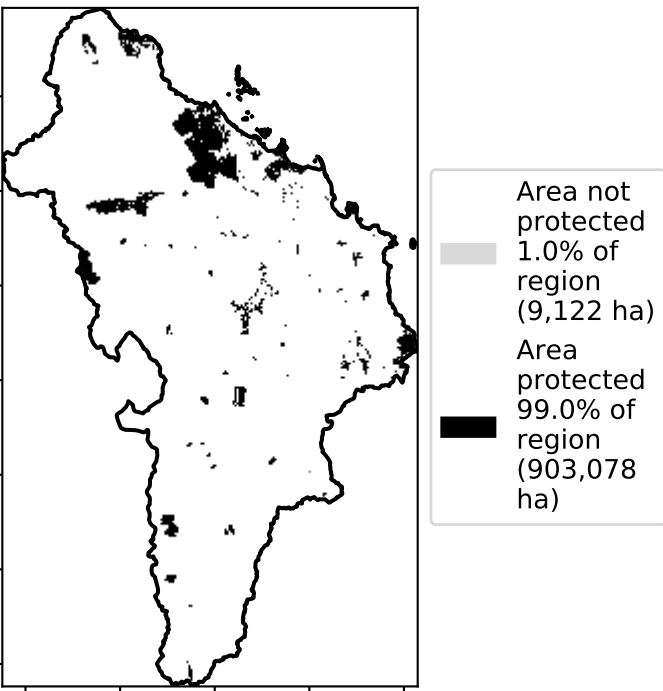 Area not
protected
1.0% of
region
(9,122 ha)
Area
protected
99.0% of
region
(903,078
ha)